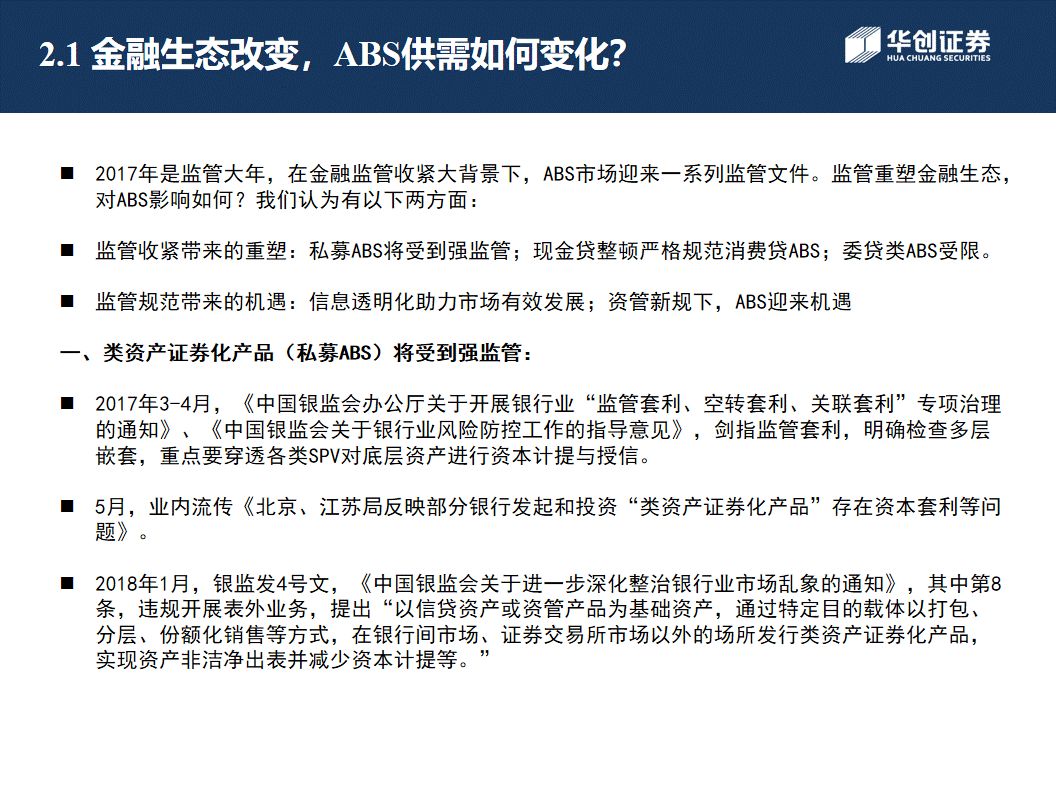 2.1 金融生态改变，ABS供需如何变化？
华创证券
HUA CHUANG SECURITIES
■ 2017年是监管大年，在金融监管收紧大背景下，ABS市场迎来一系列监管文件。监管重塑金融生态，
对ABS影响如何？我们认为有以下两方面：
■ 监管收紧带来的重塑：私募ABS将受到强监管；现金贷整顿严格规范消费贷ABS；委贷类ABS受限。
■ 监管规范带来的机遇：信息透明化助力市场有效发展；资管新规下，ABS迎来机遇
一、类资产证券化产品（私募ABS）将受到强监管：
■ 2017年3-4月，《中国银监会办公厅关于开展银行业“监管套利、空转套利、关联套利”专项治理
的通知》、《中国银监会关于银行业风险防控工作的指导意见》，剑指监管套利，明确检查多层
嵌套，重点要穿透各类SPV对底层资产进行资本计提与授信。
■ 5月，业内流传《北京、江苏局反映部分银行发起和投资“类资产证券化产品”存在资本套利等问
题》。
■ 2018年1月，银监发4号文，《中国银监会关于进一步深化整治银行业市场乱象的通知》，其中第8
条，违规开展表外业务，提出“以信贷资产或资管产品为基础资产，通过特定目的载体以打包、
分层、份额化销售等方式，在银行间市场、证券交易所市场以外的场所发行类资产证券化产品，
实现资产非洁净出表并减少资本计提等。”